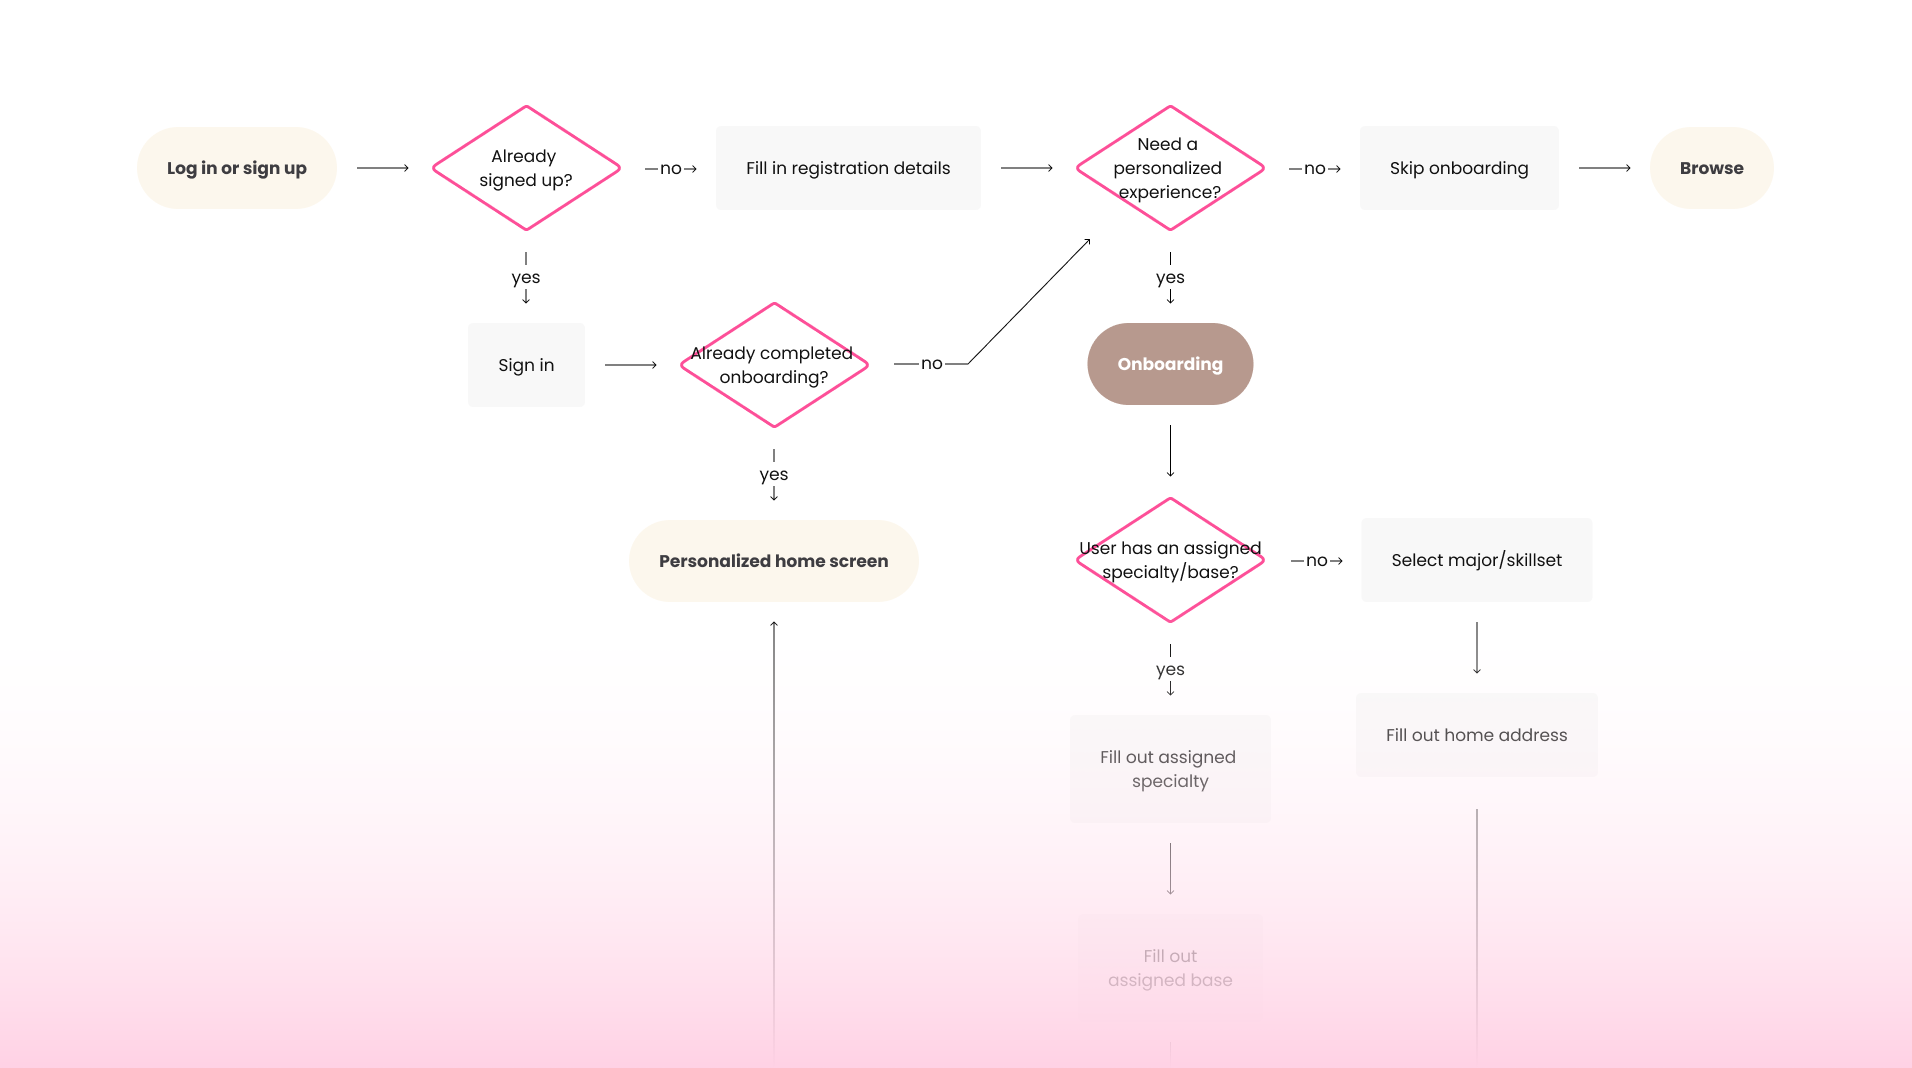 Log in or sign up
Already
signed up?
no
Fill in registration details
Need a
personalized
experience?
no
Skip onboarding
Browse
yes
yes
Sign in
Already completed
onboarding?
no
Onboarding
yes
Personalized home screen
User has an assigned
specialty/base?
no
Select major/skillset
yes
Fill out assigned
specialty
Fill out home address
Fill out
assigned base